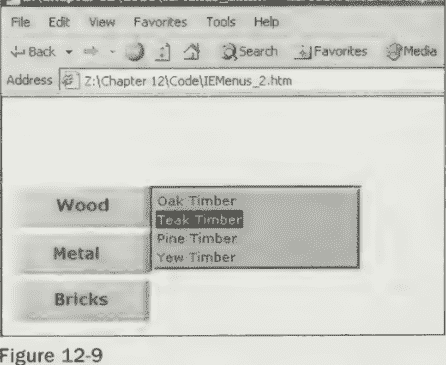 File Edit View Favorites Tools Help
Back Search Favorites Media
Address Z:\Chapter 12\Code\IEMenus_2.htm
Wood
Oak Timber
Teak Timber
Pine Timber
Yew Timber
Metal
Bricks
Figure 12-9